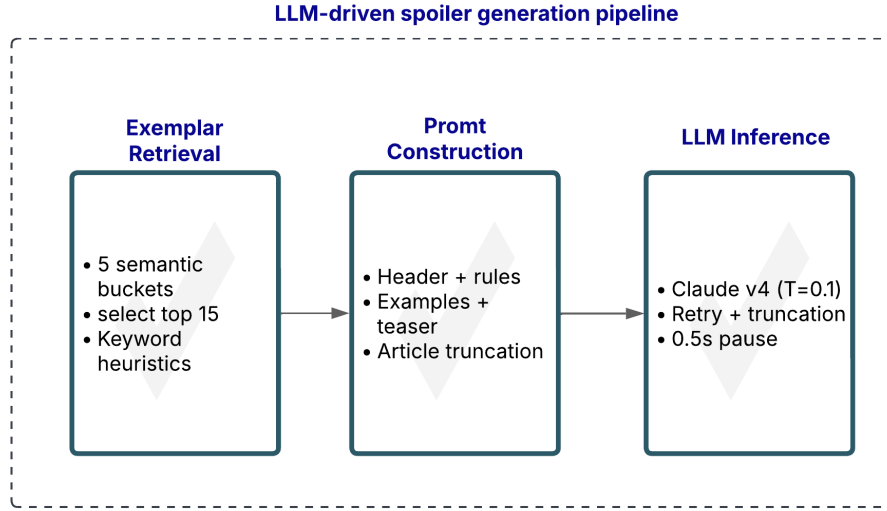 LLM-driven spoiler generation pipeline
Exemplar
Retrieval
• 5 semantic
buckets
• select top 15
• Keyword
heuristics
Promt
Construction
• Header + rules
• Examples +
teaser
• Article truncation
LLM Inference
• Claude v4 (T=0.1)
• Retry + truncation
• 0.5s pause